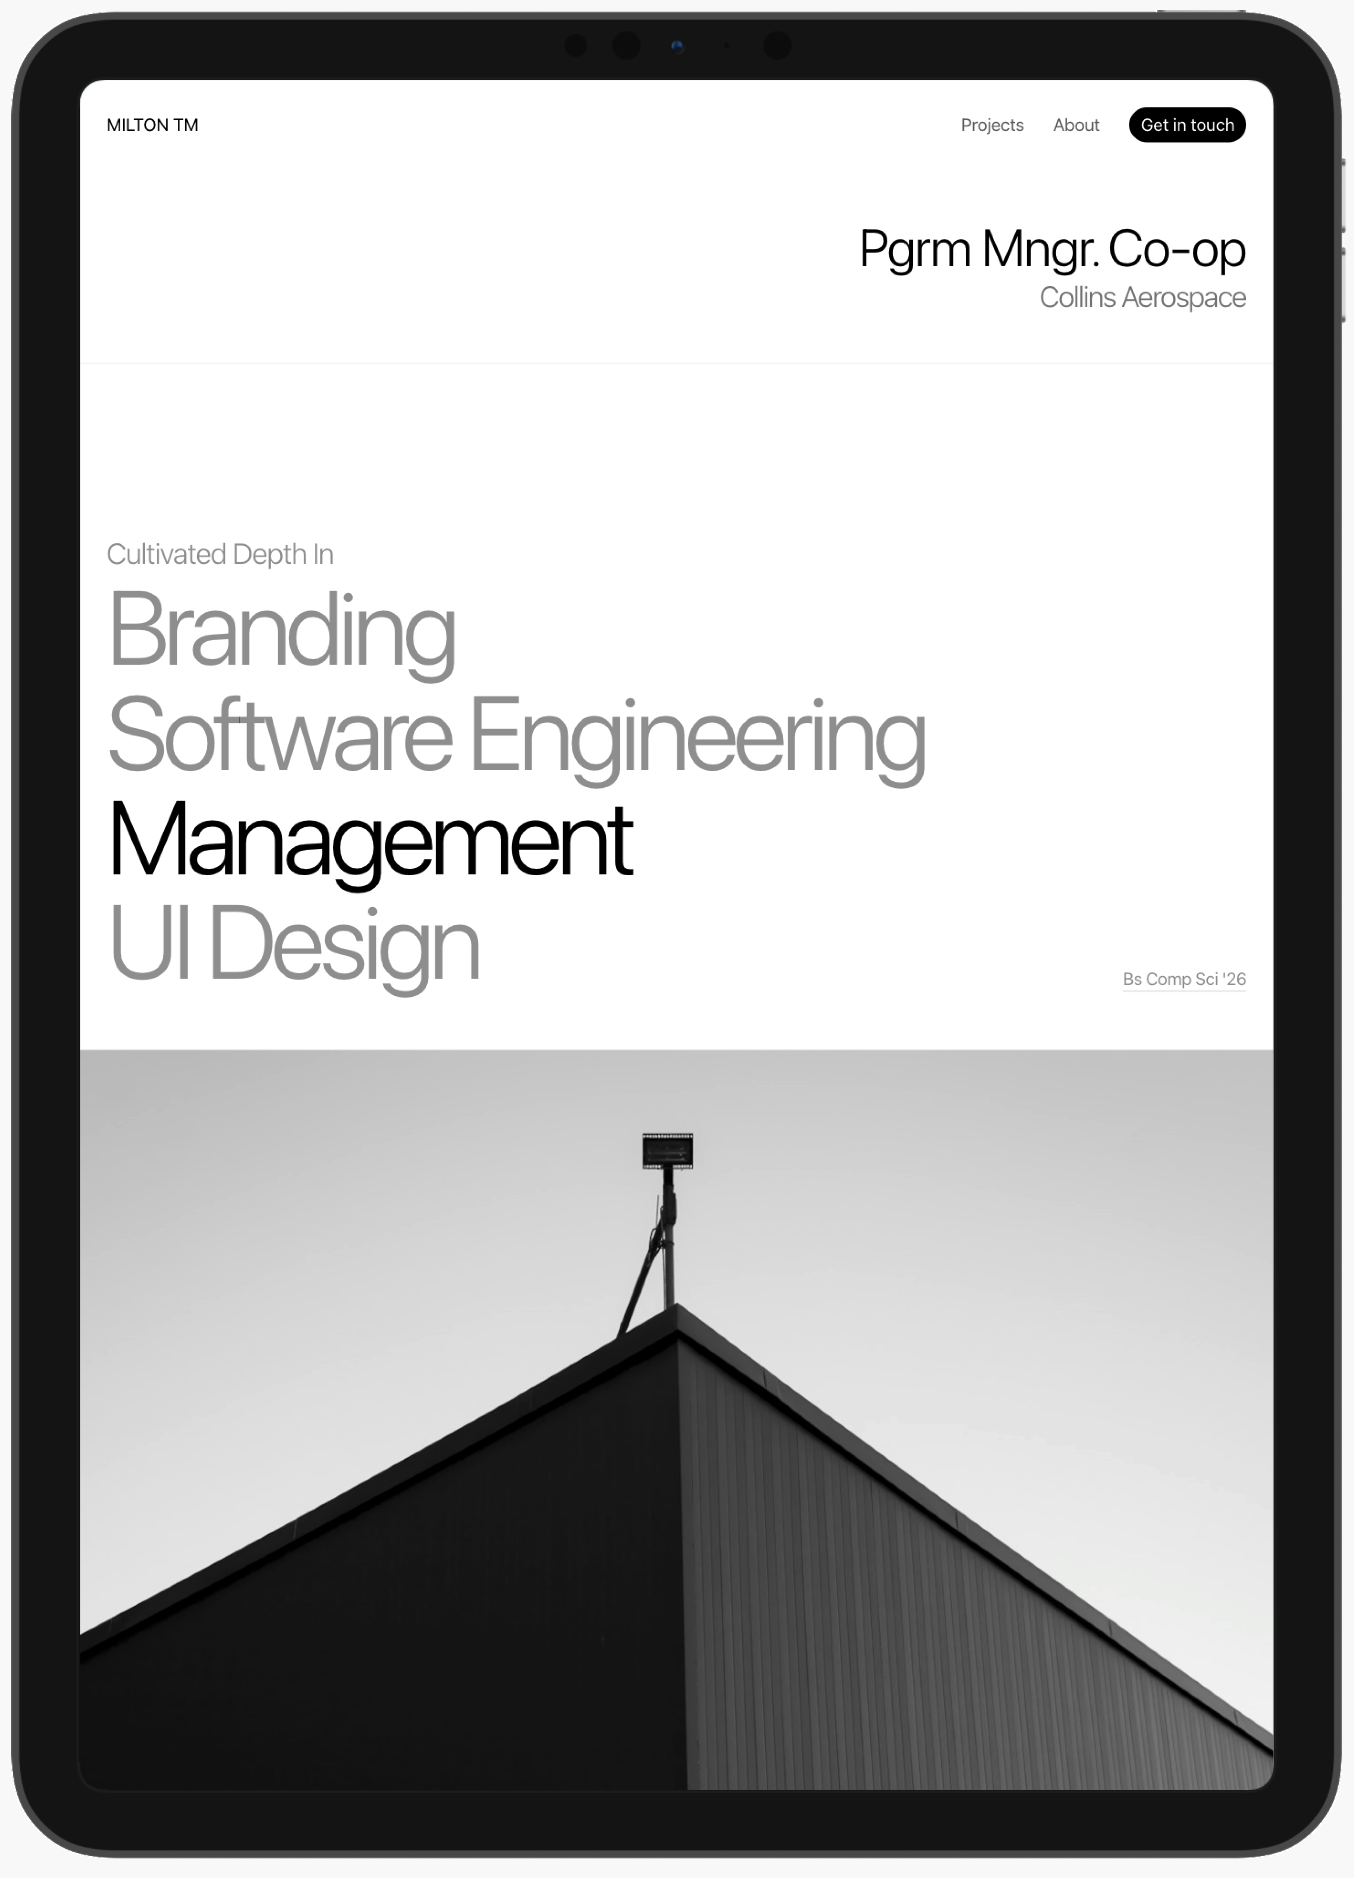 MILTON TM
Projects
About
Get in touch
Pgrm Mngr. Co-op
Collins Aerospace
Cultivated Depth In
Branding
Software Engineering
Management
UI Design
Bs Comp Sci '26